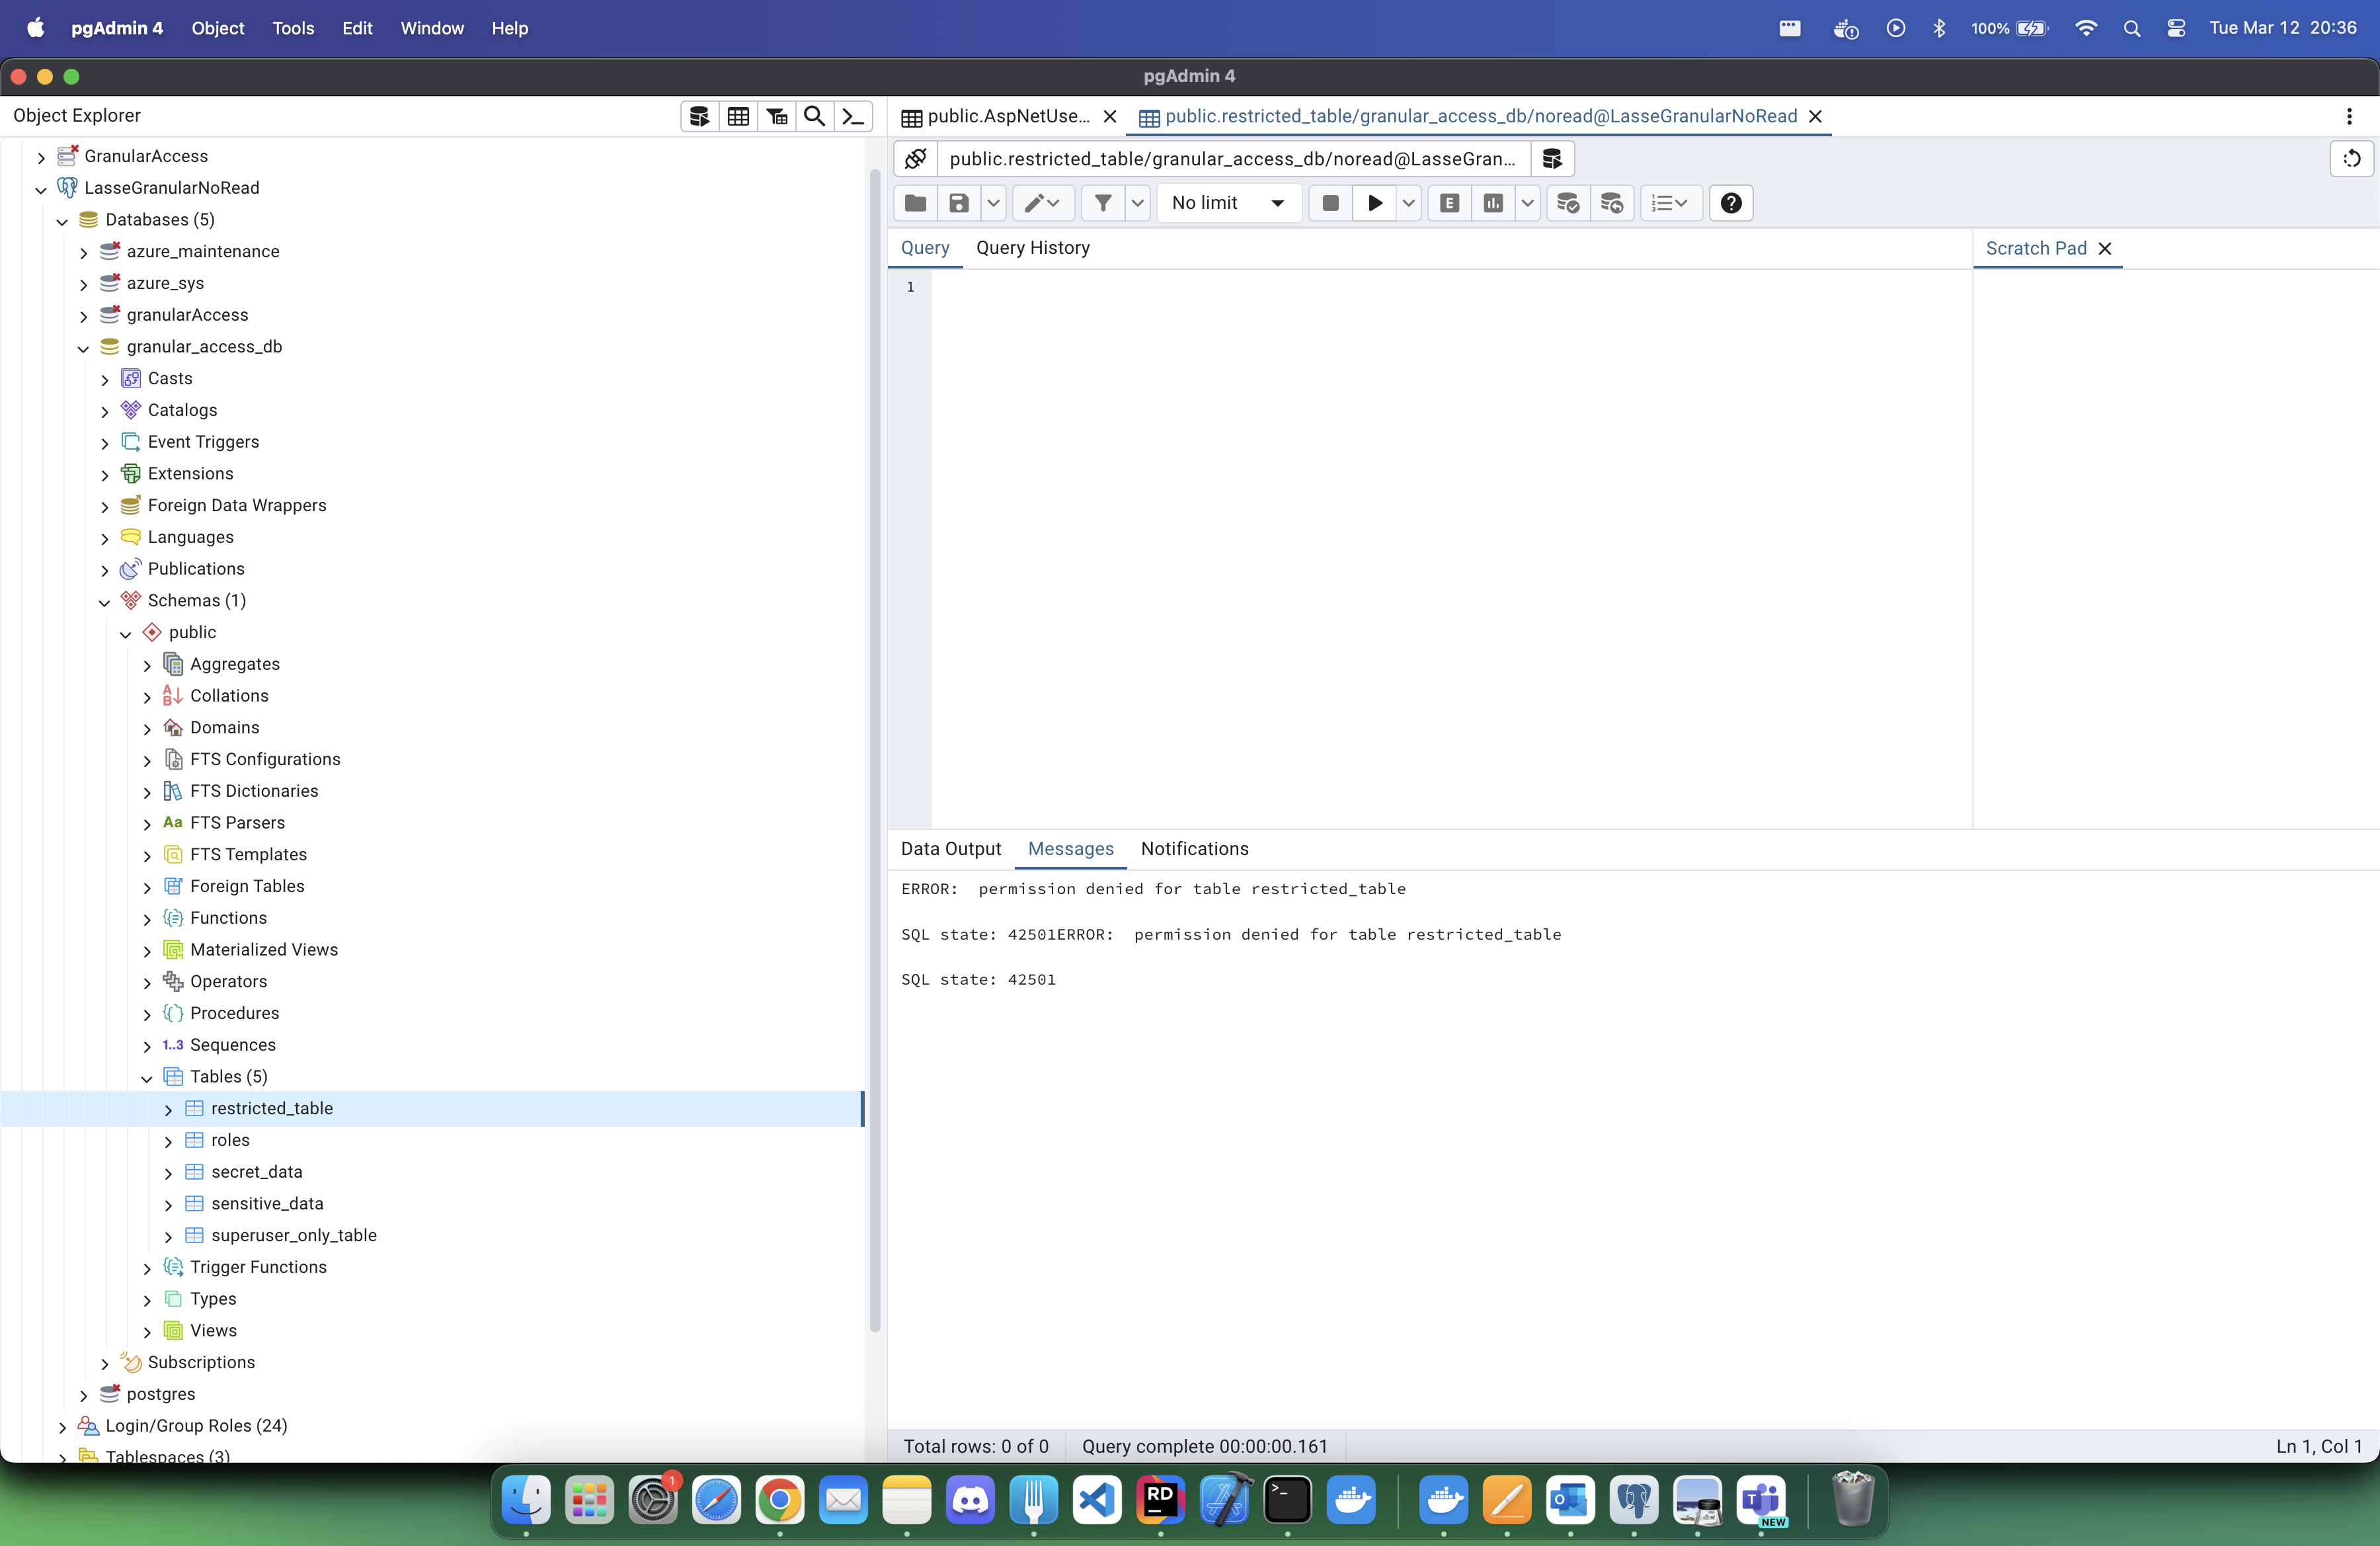 pgAdmin 4 Object Tools Edit Window Help 100% Tue Mar 12 20:36
pgAdmin 4
Object Explorer
GranularAccess
LasseGranularNoRead
Databases (5)
azure_maintenance
azure_sys
granularAccess
granular_access_db
Casts
Catalogs
Event Triggers
Extensions
Foreign Data Wrappers
Languages
Publications
Schemas (1)
public
Aggregates
Collations
Domains
FTS Configurations
FTS Dictionaries
Aa FTS Parsers
FTS Templates
Foreign Tables
Functions
Materialized Views
Operators
Procedures
1..3 Sequences
Tables (5)
restricted_table
roles
secret_data
sensitive_data
superuser_only_table
Trigger Functions
Types
Views
Subscriptions
postgres
Login/Group Roles (24)
Tablespaces (3)
public.AspNetUse... public.restricted_table/granular_access_db/noread@LasseGranularNoRead
public.restricted_table/granular_access_db/noread@LasseGran...
No limit E
Query Query History Scratch Pad
1
Data Output Messages Notifications
ERROR:  permission denied for table restricted_table
SQL state: 42501ERROR:  permission denied for table restricted_table
SQL state: 42501
Total rows: 0 of 0 Query complete 00:00:00.161 Ln 1, Col 1
1
RD
NEW